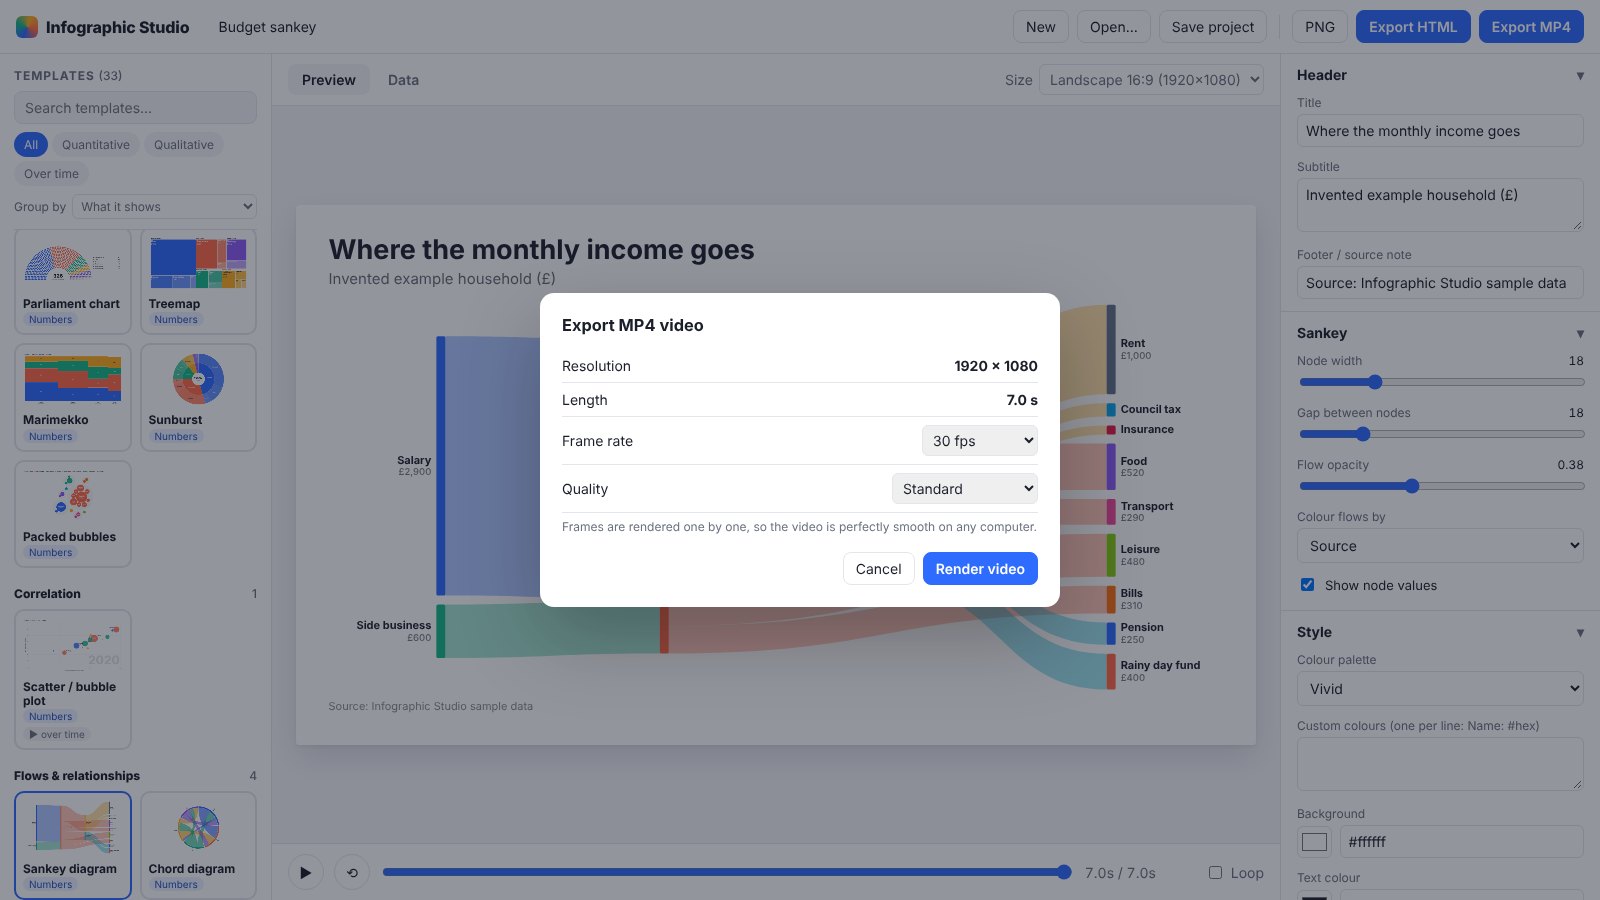 Infographic Studio
Budget sankey
New
Open...
Save project
PNG
Export HTML
Export MP4
TEMPLATES (33)
Search templates...
All
Quantitative
Qualitative
Over time
Group by
What it shows
Parliament chart
Numbers
Treemap
Numbers
Marimekko
Numbers
Sunburst
Numbers
Packed bubbles
Numbers
Correlation
1
2020
Scatter / bubble
plot
Numbers
▶ over time
Flows & relationships
4
Sankey diagram
Numbers
Chord diagram
Numbers
Preview
Data
Size
Landscape 16:9 (1920×1080)
Where the monthly income goes
Invented example household (£)
Salary
£2,900
Side business
£600
Rent
£1,000
Council tax
Insurance
Food
£520
Transport
£290
Leisure
£480
Bills
£310
Pension
£250
Rainy day fund
£400
Source: Infographic Studio sample data
Export MP4 video
Resolution
1920 × 1080
Length
7.0 s
Frame rate
30 fps
Quality
Standard
Frames are rendered one by one, so the video is perfectly smooth on any computer.
Cancel
Render video
7.0s / 7.0s
Loop
Header
Title
Where the monthly income goes
Subtitle
Invented example household (£)
Footer / source note
Source: Infographic Studio sample data
Sankey
Node width
18
Gap between nodes
18
Flow opacity
0.38
Colour flows by
Source
Show node values
Style
Colour palette
Vivid
Custom colours (one per line: Name: #hex)
Background
#ffffff
Text colour